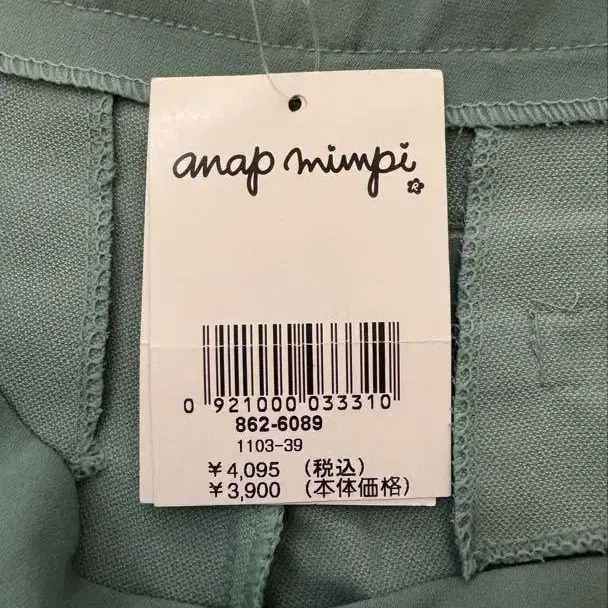 anap mimpi
®
0 921000 033310
862-6089
1103-39
¥4,095 （税込）
¥3,900 （本体価格）